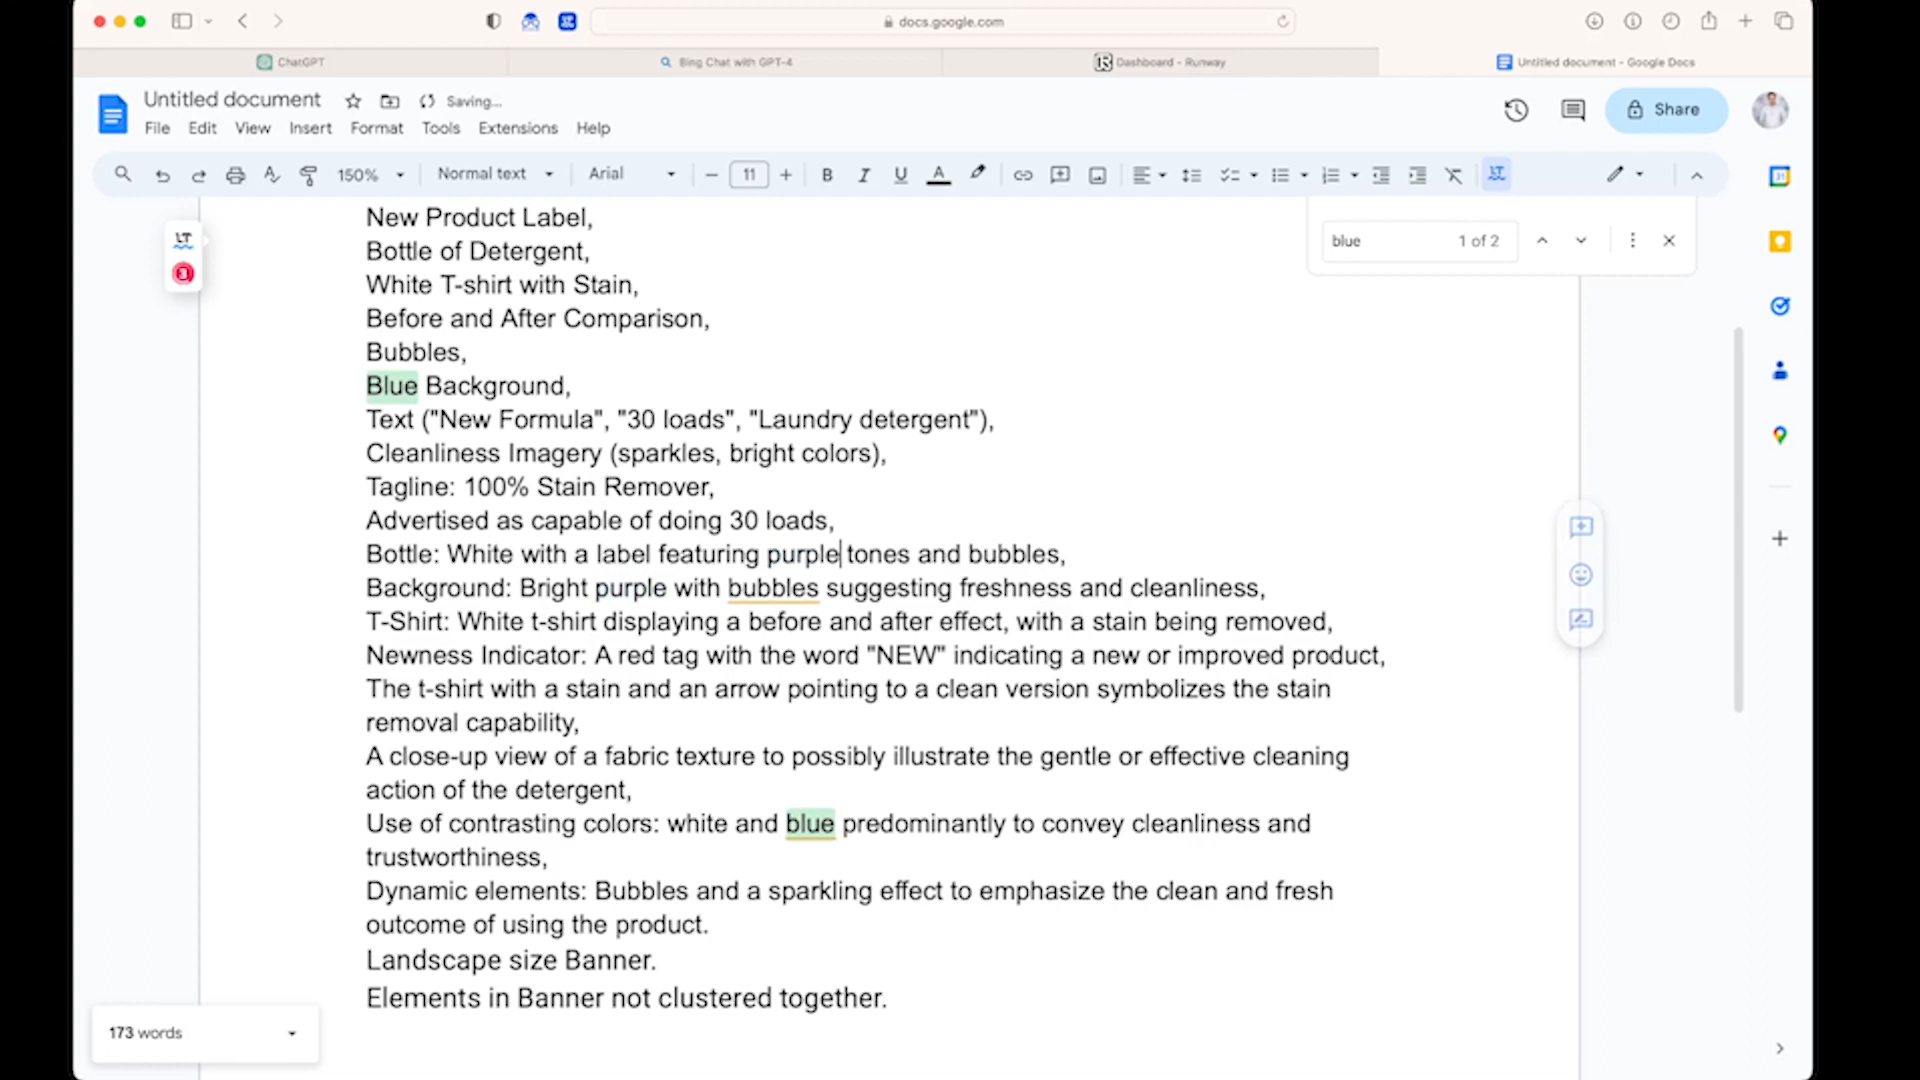 docs.google.com
ChatGPT
Bing Chat with GPT-4
Dashboard - Runway
Untitled document - Google Docs
Untitled document
Saving...
File Edit View Insert Format Tools Extensions Help
Share
150%
Normal text
Arial
11
blue
1 of 2
New Product Label,
Bottle of Detergent,
White T-shirt with Stain,
Before and After Comparison,
Bubbles,
Blue Background,
Text ("New Formula", "30 loads", "Laundry detergent"),
Cleanliness Imagery (sparkles, bright colors),
Tagline: 100% Stain Remover,
Advertised as capable of doing 30 loads,
Bottle: White with a label featuring purple tones and bubbles,
Background: Bright purple with bubbles suggesting freshness and cleanliness,
T-Shirt: White t-shirt displaying a before and after effect, with a stain being removed,
Newness Indicator: A red tag with the word "NEW" indicating a new or improved product,
The t-shirt with a stain and an arrow pointing to a clean version symbolizes the stain
removal capability,
A close-up view of a fabric texture to possibly illustrate the gentle or effective cleaning
action of the detergent,
Use of contrasting colors: white and blue predominantly to convey cleanliness and
trustworthiness,
Dynamic elements: Bubbles and a sparkling effect to emphasize the clean and fresh
outcome of using the product.
Landscape size Banner.
Elements in Banner not clustered together.
173 words